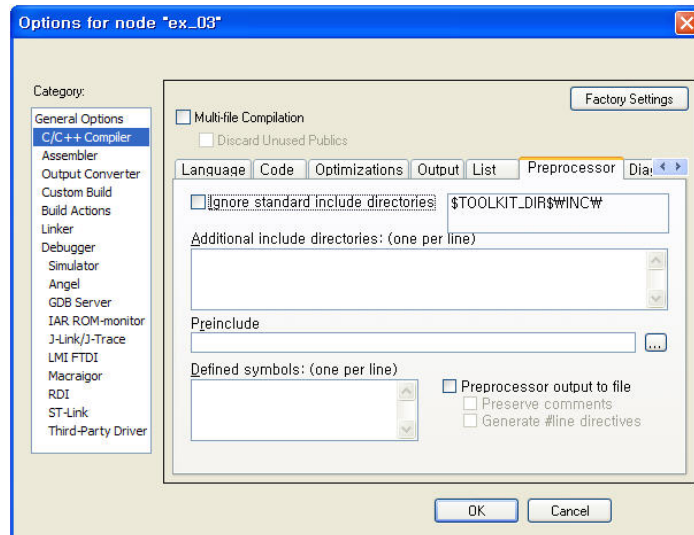 Options for node "ex_03"
Category:
General Options
C/C++ Compiler
Assembler
Output Converter
Custom Build
Build Actions
Linker
Debugger
Simulator
Angel
GDB Server
IAR ROM-monitor
J-Link/J-Trace
LMI FTDI
Macraigor
RDI
ST-Link
Third-Party Driver
Factory Settings
Multi-file Compilation
Discard Unused Publics
Language Code Optimizations Output List Preprocessor Diag
Ignore standard include directories $TOOLKIT_DIR$₩INC₩
Additional include directories: (one per line)
Preinclude
...
Defined symbols: (one per line)
Preprocessor output to file
Preserve comments
Generate #line directives
OK Cancel